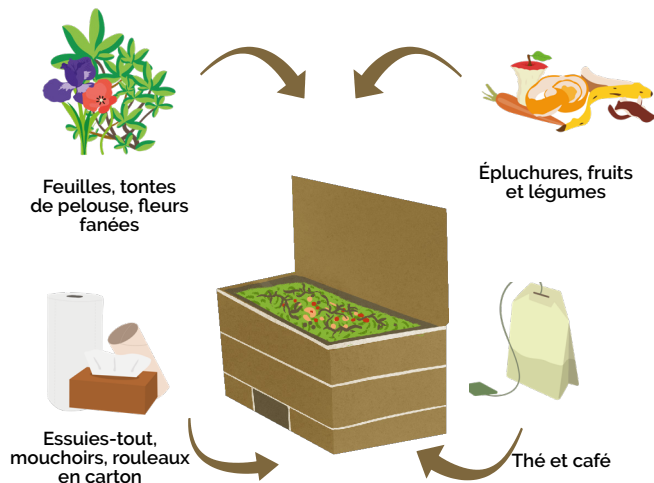 Feuilles, tontes
de pelouse, fleurs
fanées
Épluchures, fruits
et légumes
Essuies-tout,
mouchoirs, rouleaux
en carton
Thé et café